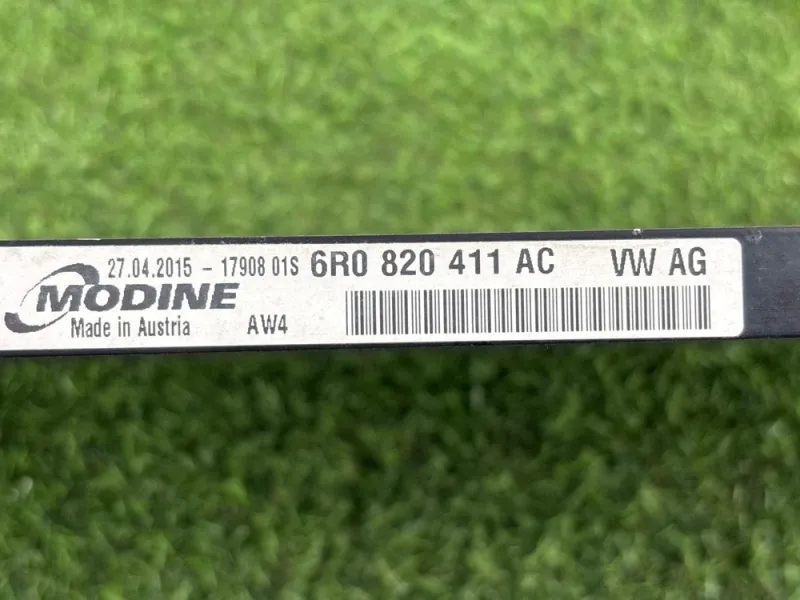 27.04.2015 - 17908 01S 6R0 820 411 AC VW AG
MODINE
Made in Austria AW4